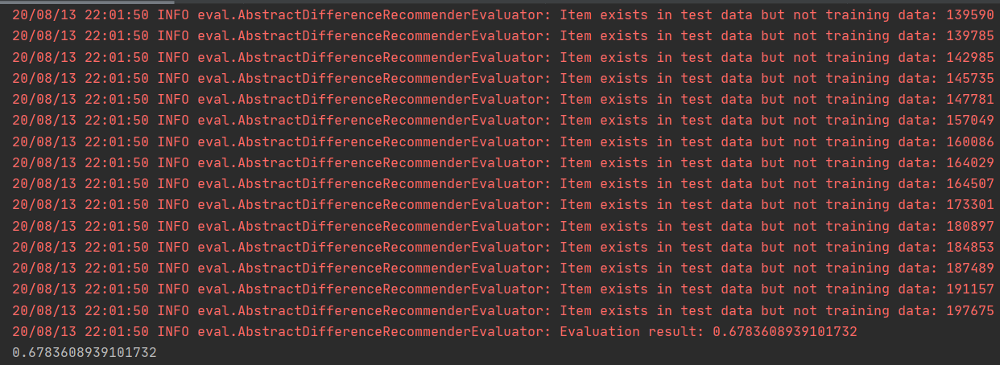 20/08/13 22:01:50 INFO eval.AbstractDifferenceRecommenderEvaluator: Item exists in test data but not training data: 139590
20/08/13 22:01:50 INFO eval.AbstractDifferenceRecommenderEvaluator: Item exists in test data but not training data: 139785
20/08/13 22:01:50 INFO eval.AbstractDifferenceRecommenderEvaluator: Item exists in test data but not training data: 142985
20/08/13 22:01:50 INFO eval.AbstractDifferenceRecommenderEvaluator: Item exists in test data but not training data: 145735
20/08/13 22:01:50 INFO eval.AbstractDifferenceRecommenderEvaluator: Item exists in test data but not training data: 147781
20/08/13 22:01:50 INFO eval.AbstractDifferenceRecommenderEvaluator: Item exists in test data but not training data: 157049
20/08/13 22:01:50 INFO eval.AbstractDifferenceRecommenderEvaluator: Item exists in test data but not training data: 160086
20/08/13 22:01:50 INFO eval.AbstractDifferenceRecommenderEvaluator: Item exists in test data but not training data: 164029
20/08/13 22:01:50 INFO eval.AbstractDifferenceRecommenderEvaluator: Item exists in test data but not training data: 164507
20/08/13 22:01:50 INFO eval.AbstractDifferenceRecommenderEvaluator: Item exists in test data but not training data: 173301
20/08/13 22:01:50 INFO eval.AbstractDifferenceRecommenderEvaluator: Item exists in test data but not training data: 180897
20/08/13 22:01:50 INFO eval.AbstractDifferenceRecommenderEvaluator: Item exists in test data but not training data: 184853
20/08/13 22:01:50 INFO eval.AbstractDifferenceRecommenderEvaluator: Item exists in test data but not training data: 187489
20/08/13 22:01:50 INFO eval.AbstractDifferenceRecommenderEvaluator: Item exists in test data but not training data: 191157
20/08/13 22:01:50 INFO eval.AbstractDifferenceRecommenderEvaluator: Item exists in test data but not training data: 197675
20/08/13 22:01:50 INFO eval.AbstractDifferenceRecommenderEvaluator: Evaluation result: 0.6783608939101732
0.6783608939101732